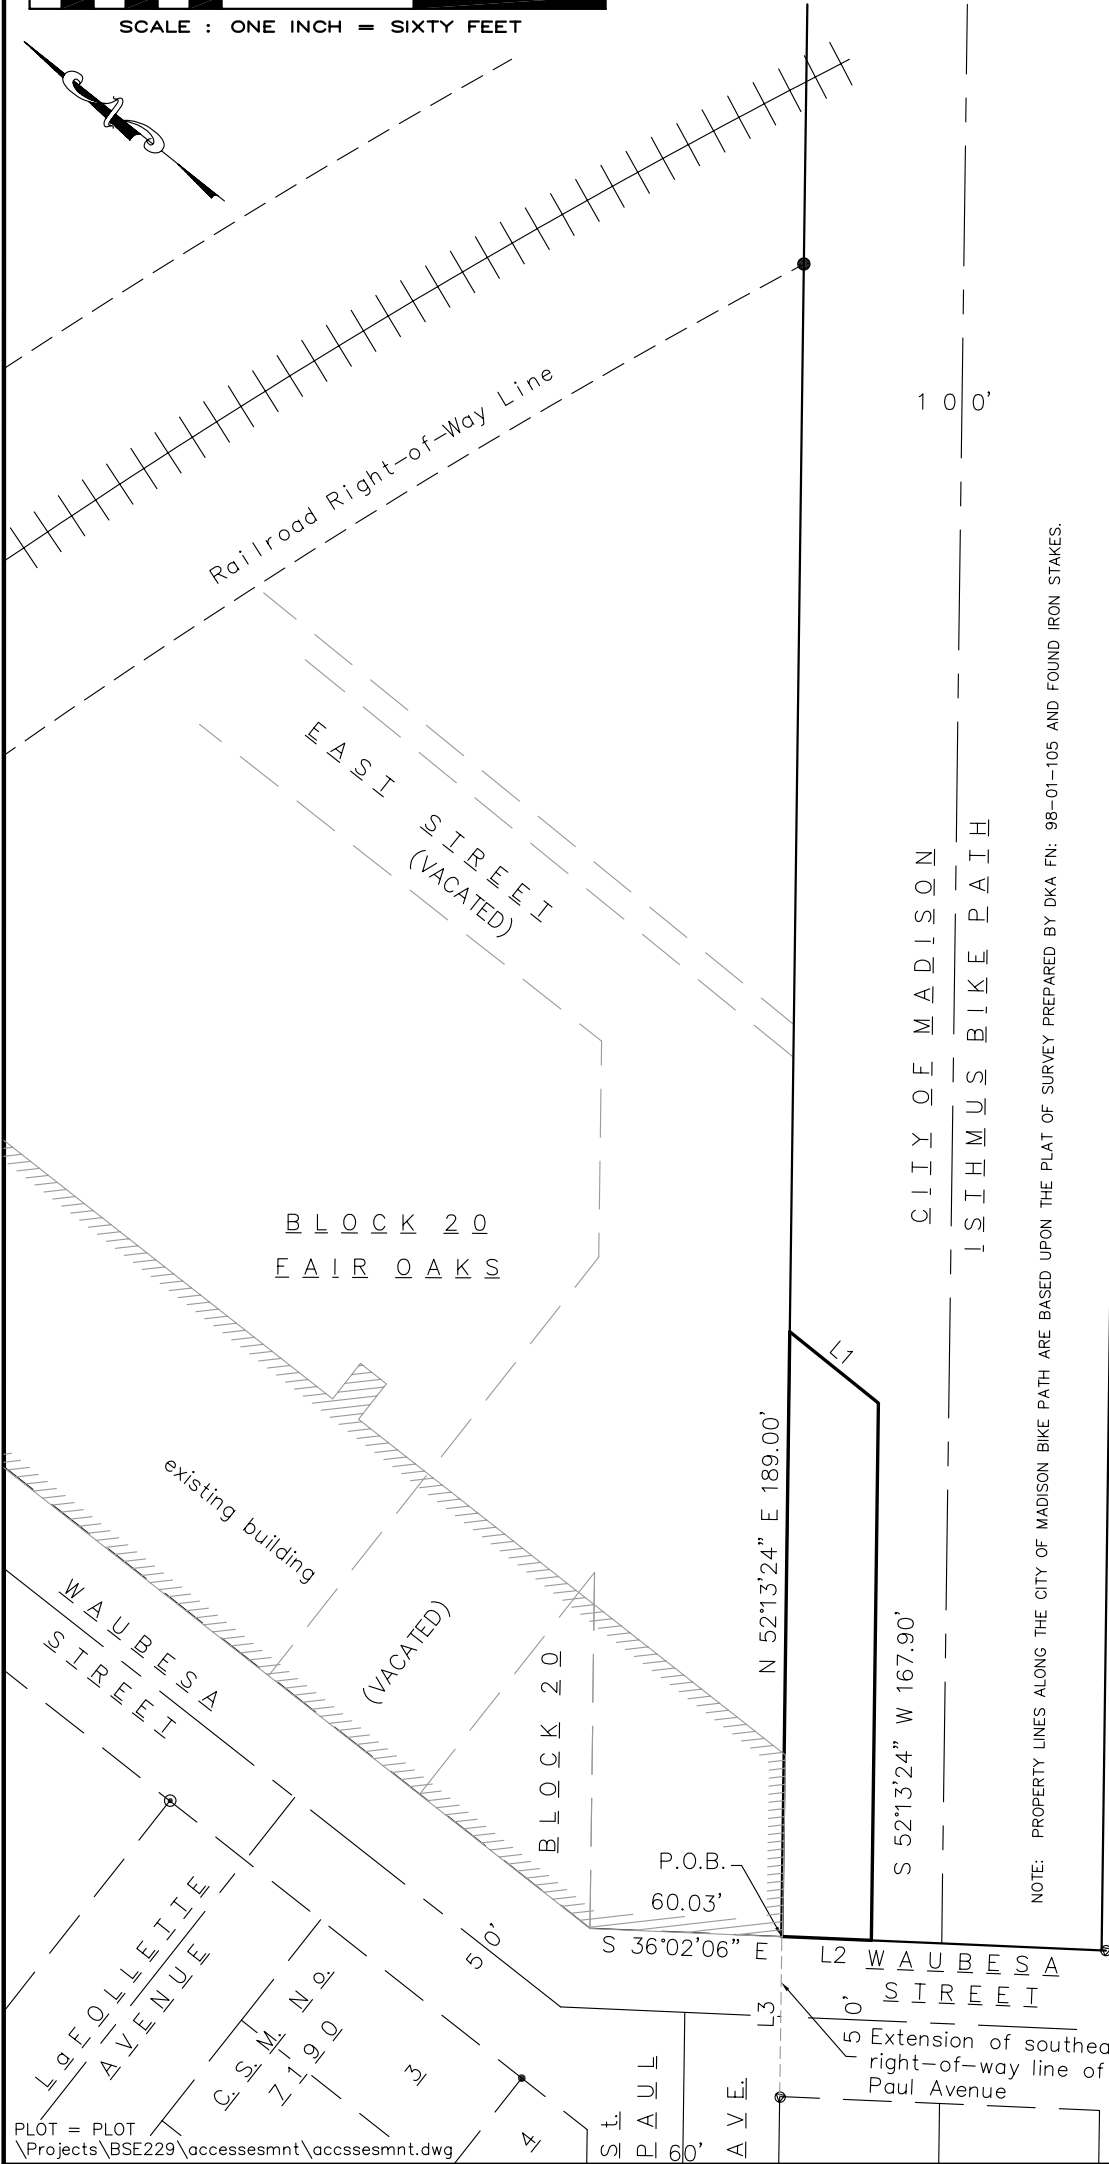 SCALE : ONE INCH = SIXTY FEET
Railroad Right-of-Way Line
100'
EAST STREET
(VACATED)
CITY OF MADISON
ISTHMUS BIKE PATH
NOTE: PROPERTY LINES ALONG THE CITY OF MADISON BIKE PATH ARE BASED UPON THE PLAT OF SURVEY PREPARED BY DKA FN: 98-01-105 AND FOUND IRON STAKES.
BLOCK 20
FAIR OAKS
L1
N 52°13'24" E 189.00'
existing building
WAUBESA
STREET
(VACATED)
BLOCK 20
S 52°13'24" W 167.90'
P.O.B.
60.03'
S 36°02'06" E
L2
WAUBESA
STREET
50'
L3
50'
Extension of southea
right-of-way line of
Paul Avenue
LaFOLLETTE
AVENUE
C.S.M. No.
7190
3
4
St.
PAUL
AVE.
60'
PLOT = PLOT
\Projects\BSE229\accessesmnt\accssesmnt.dwg